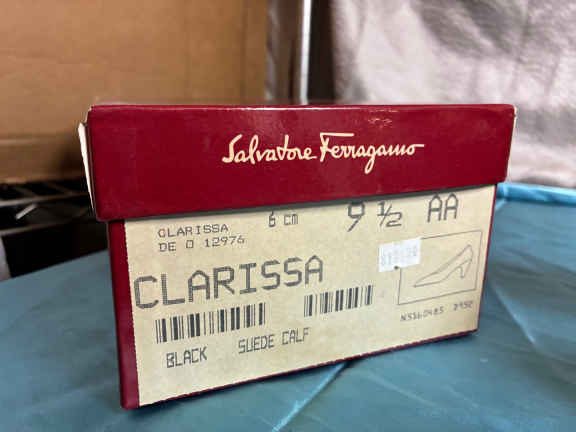 Salvatore Ferragamo
CLARISSA 6 cm 9 ½ AA
DE O 12976
CLARISSA
BLACK SUEDE CALF